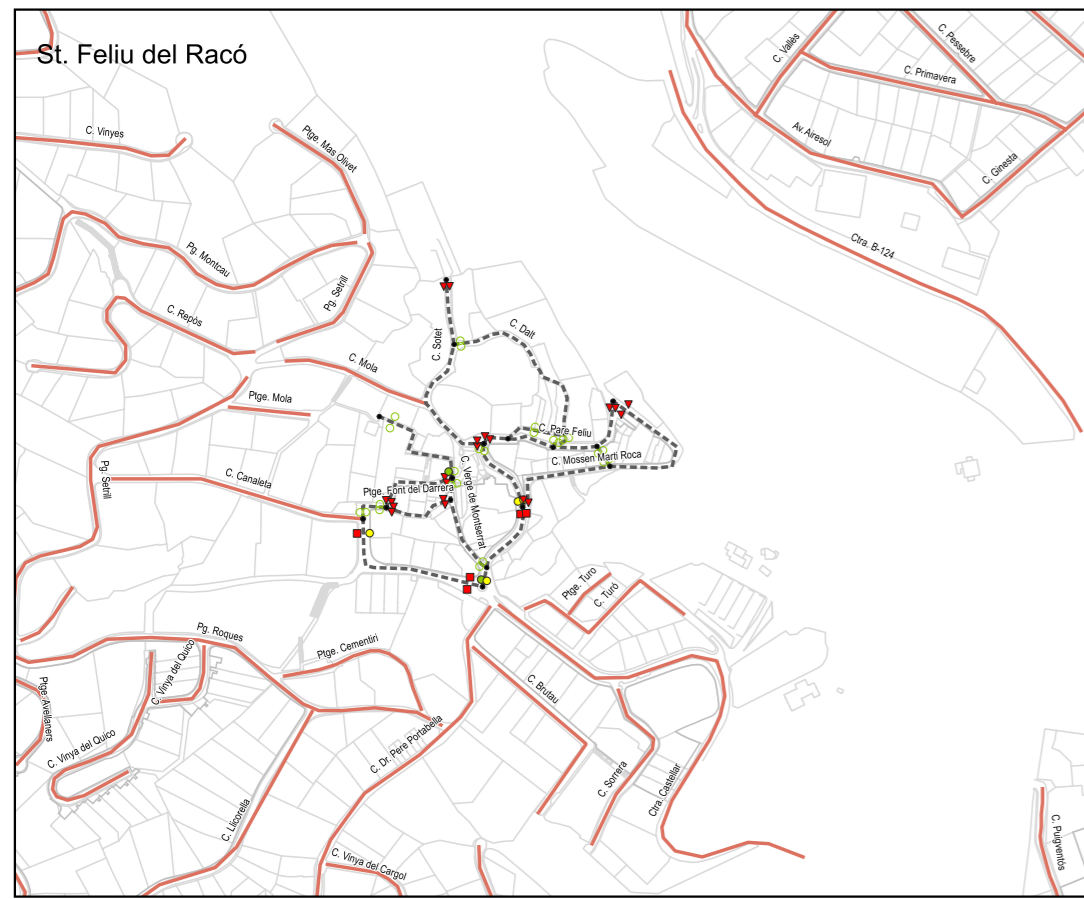 St. Feliu del Racó
C. Vallès
C. Pessebre
C. Primavera
C. Vinyes
Ptge. Mas Olivet
Av. Airesol
C. Ginesta
Pg. Montcau
Ctra. B-124
Pg. Setrill
C. Repòs
C. Sotet
C. Dalt
C. Mola
Ptge. Mola
C. Pare Feliu
C. Mossen Martí Roca
Pg. Setrill
C. Canaleta
Ptge. Font del Darrera
C. Verge de Montserrat
Ptge. Turo
C. Turó
Pg. Roques
Ptge. Cementiri
C. Vinya del Quico
Ptge. Avellaners
C. Brutau
C. Vinya del Quico
C. Dr. Pere Portabella
C. Sorrera
Ctra. Castellar
C. Llicorella
C. Puigventós
C. Vinya del Cargol